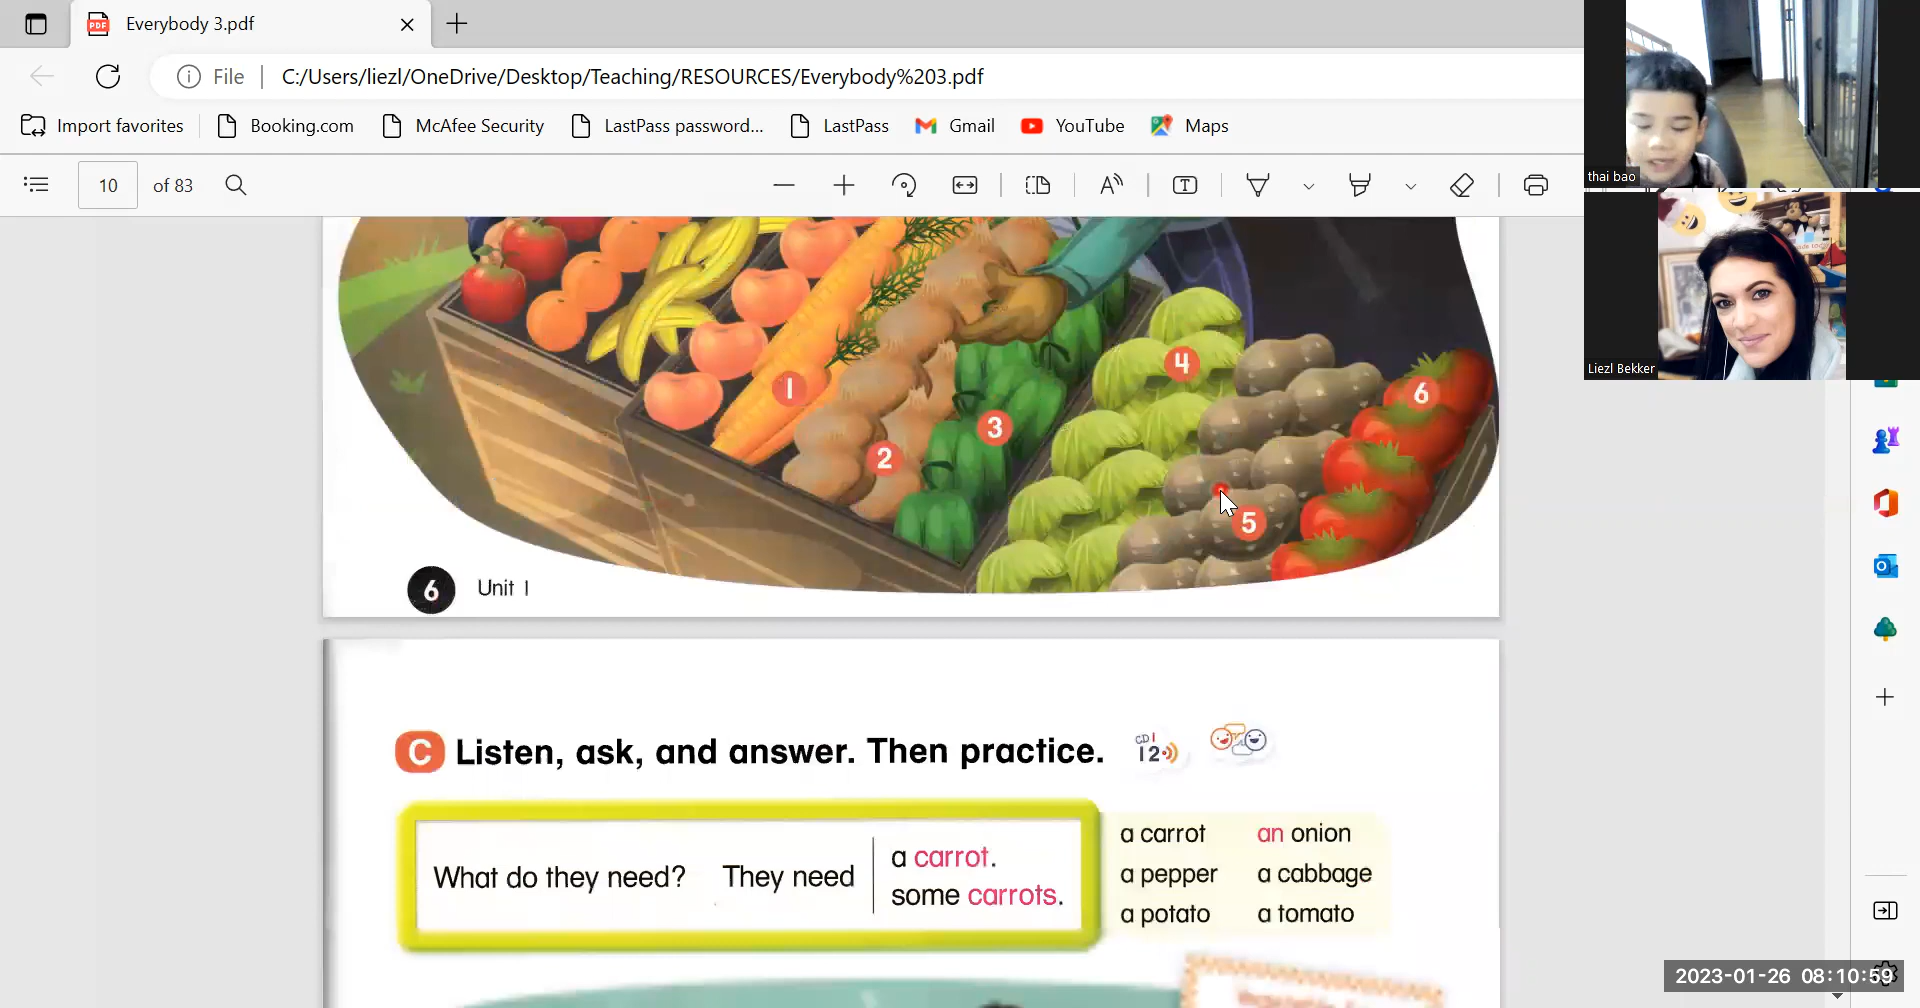 Everybody 3.pdf
File
C:/Users/liezl/OneDrive/Desktop/Teaching/RESOURCES/Everybody%203.pdf
Import favorites
Booking.com
McAfee Security
LastPass password...
LastPass
Gmail
YouTube
Maps
10 of 83
thai bao
Liezl Bekker
1
2
3
4
5
6
6 Unit 1
C Listen, ask, and answer. Then practice.
CD1
12
What do they need? They need
a carrot.
some carrots.
a carrot an onion
a pepper a cabbage
a potato a tomato
2023-01-26 08:10:59